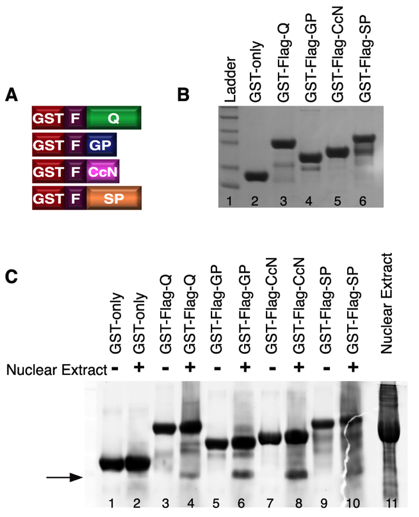 A
GST F Q
GST F GP
GST F CcN
GST F SP
B
Ladder
GST-only
GST-Flag-Q
GST-Flag-GP
GST-Flag-CcN
GST-Flag-SP
1 2 3 4 5 6
C
GST-only
GST-only
GST-Flag-Q
GST-Flag-Q
GST-Flag-GP
GST-Flag-GP
GST-Flag-CcN
GST-Flag-CcN
GST-Flag-SP
GST-Flag-SP
Nuclear Extract
Nuclear Extract - + - + - + - + - +
1 2 3 4 5 6 7 8 9 10 11